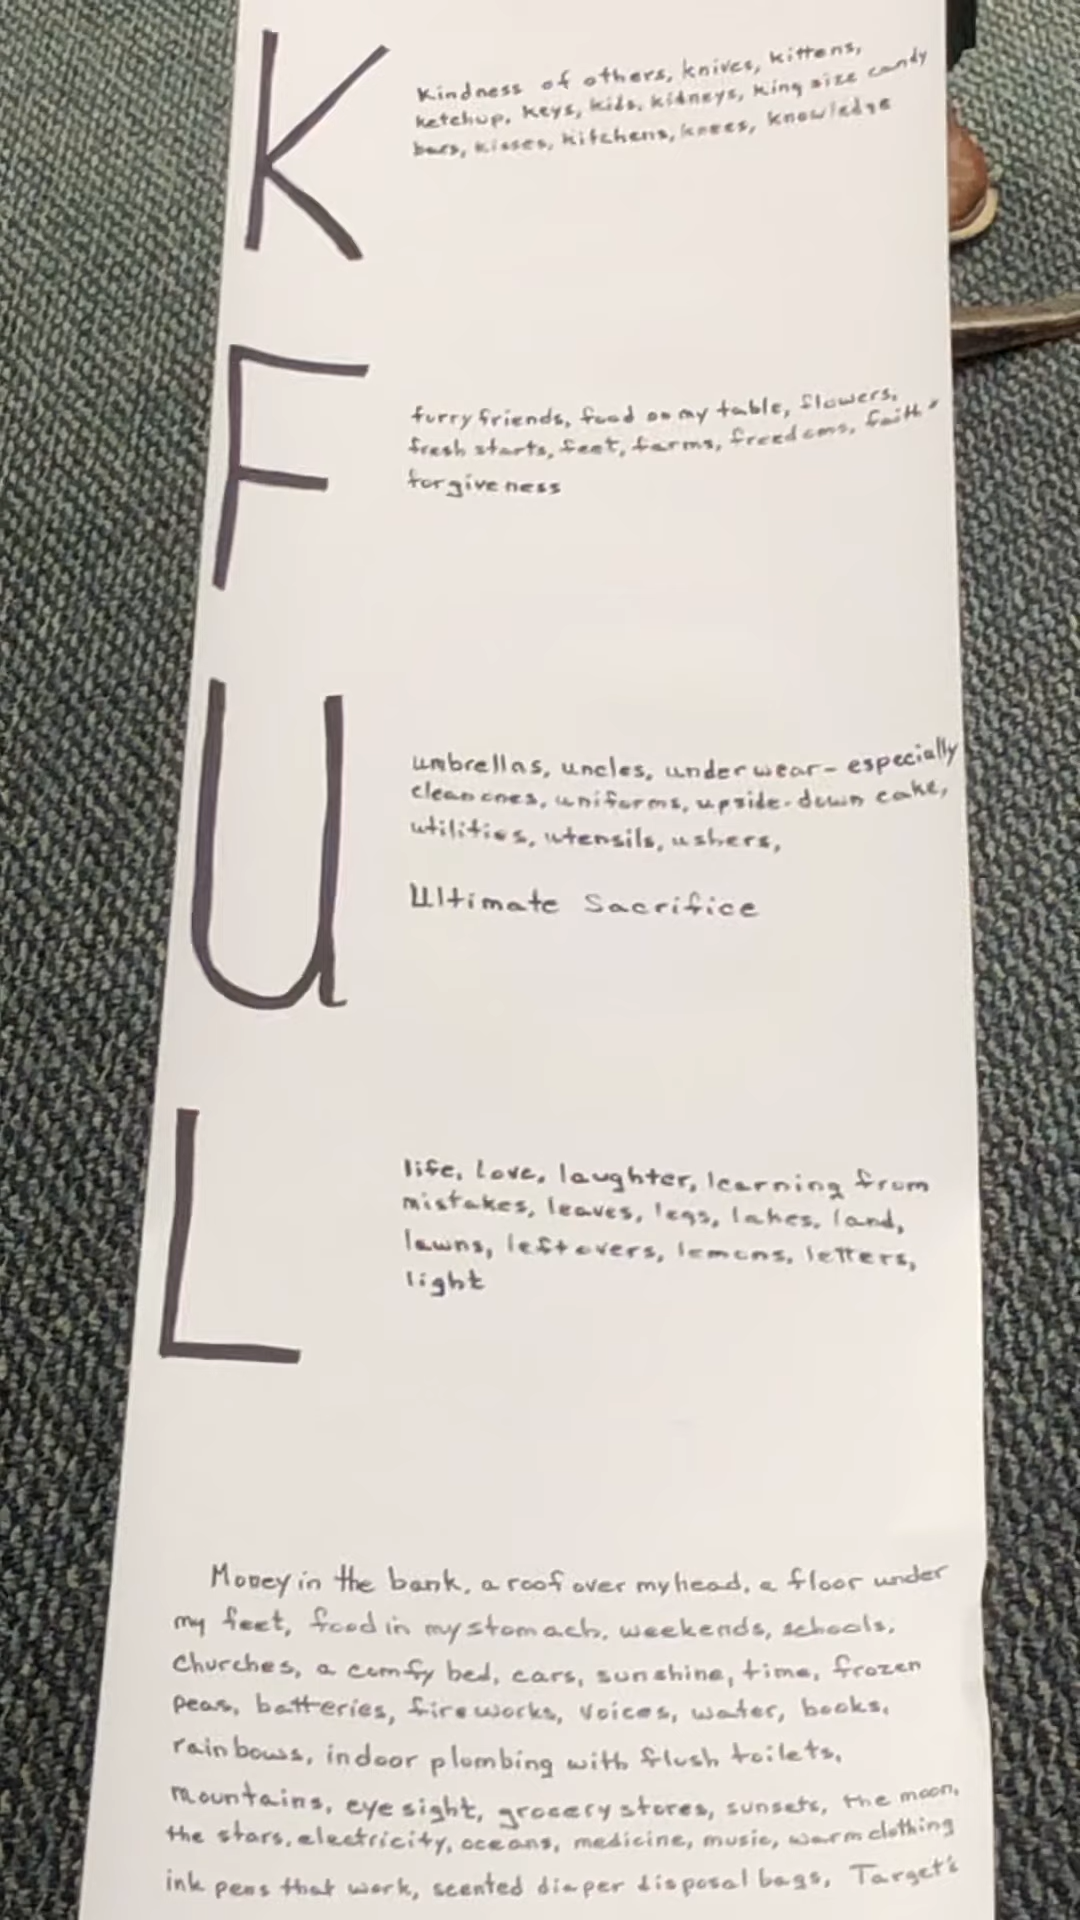 K
Kindness of others, knives, kittens,
ketchup, keys, kids, kidneys, king size candy
bars, kisses, kitchens, knees, knowledge
F
furry friends, food on my table, flowers,
fresh starts, feet, farms, freedoms, faith
forgiveness
U
umbrellas, uncles, underwear - especially
clean ones, uniforms, upside-down cake,
utilities, utensils, ushers,
Ultimate Sacrifice
L
life, love, laughter, learning from
mistakes, leaves, legs, lakes, land,
lawns, leftovers, lemons, letters,
light
Money in the bank, a roof over my head, a floor under
my feet, food in my stomach, weekends, schools,
churches, a comfy bed, cars, sunshine, time, frozen
peas, batteries, fireworks, voices, water, books,
rainbows, indoor plombing with flush toilets,
mountains, eye sight, grocery stores, sunsets, the moon,
the stars, electricity, oceans, medicine, music, warm clothing
ink pens that work, scented diaper disposal bags, Target's